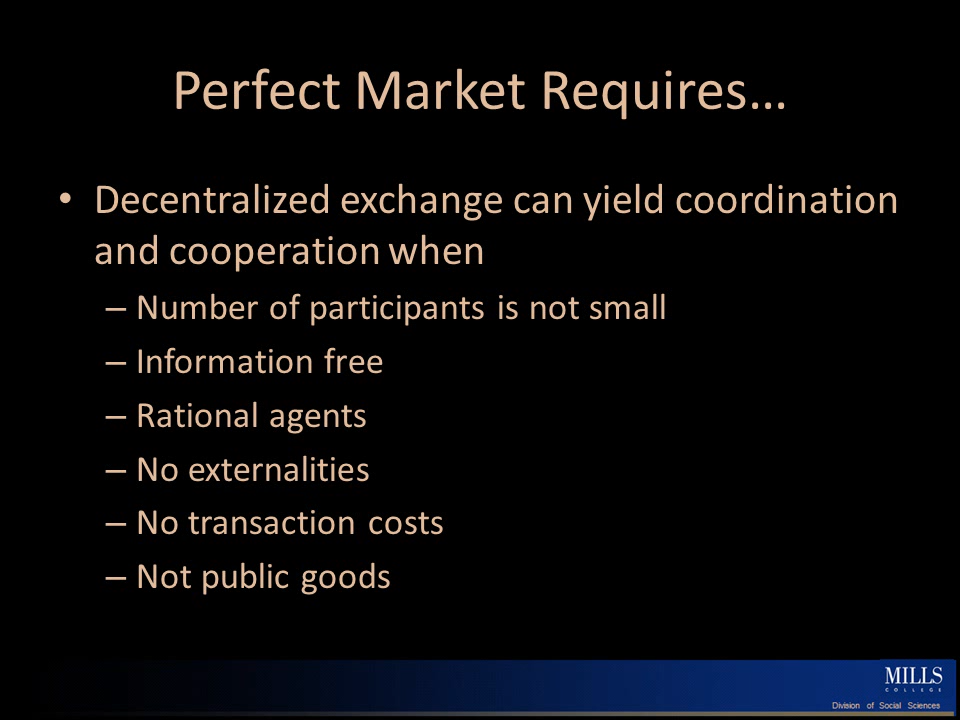 Perfect Market Requires…
• Decentralized exchange can yield coordination
and cooperation when
– Number of participants is not small
– Information free
– Rational agents
– No externalities
– No transaction costs
– Not public goods
MILLS
COLLEGE
Division of Social Sciences